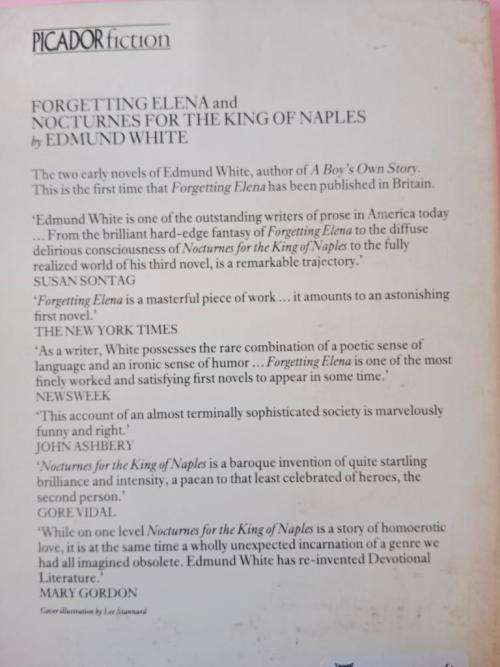 PICADOR fiction
FORGETTING ELENA and
NOCTURNES FOR THE KING OF NAPLES
by EDMUND WHITE
The two early novels of Edmund White, author of A Boy's Own Story.
This is the first time that Forgetting Elena has been published in Britain.
‘Edmund White is one of the outstanding writers of prose in America today
... From the brilliant hard-edge fantasy of Forgetting Elena to the diffuse
delirious consciousness of Nocturnes for the King of Naples to the fully
realized world of his third novel, is a remarkable trajectory.’
SUSAN SONTAG
‘Forgetting Elena is a masterful piece of work ... it amounts to an astonishing
first novel.’
THE NEW YORK TIMES
‘As a writer, White possesses the rare combination of a poetic sense of
language and an ironic sense of humor ... Forgetting Elena is one of the most
finely worked and satisfying first novels to appear in some time.’
NEWSWEEK
‘This account of an almost terminally sophisticated society is marvelously
funny and right.’
JOHN ASHBERY
‘Nocturnes for the King of Naples is a baroque invention of quite startling
brilliance and intensity, a paean to that least celebrated of heroes, the
second person.’
GORE VIDAL
‘While on one level Nocturnes for the King of Naples is a story of homoerotic
love, it is at the same time a wholly unexpected incarnation of a genre we
had all imagined obsolete. Edmund White has re-invented Devotional
Literature.’
MARY GORDON
Cover illustration by Lee Stannard